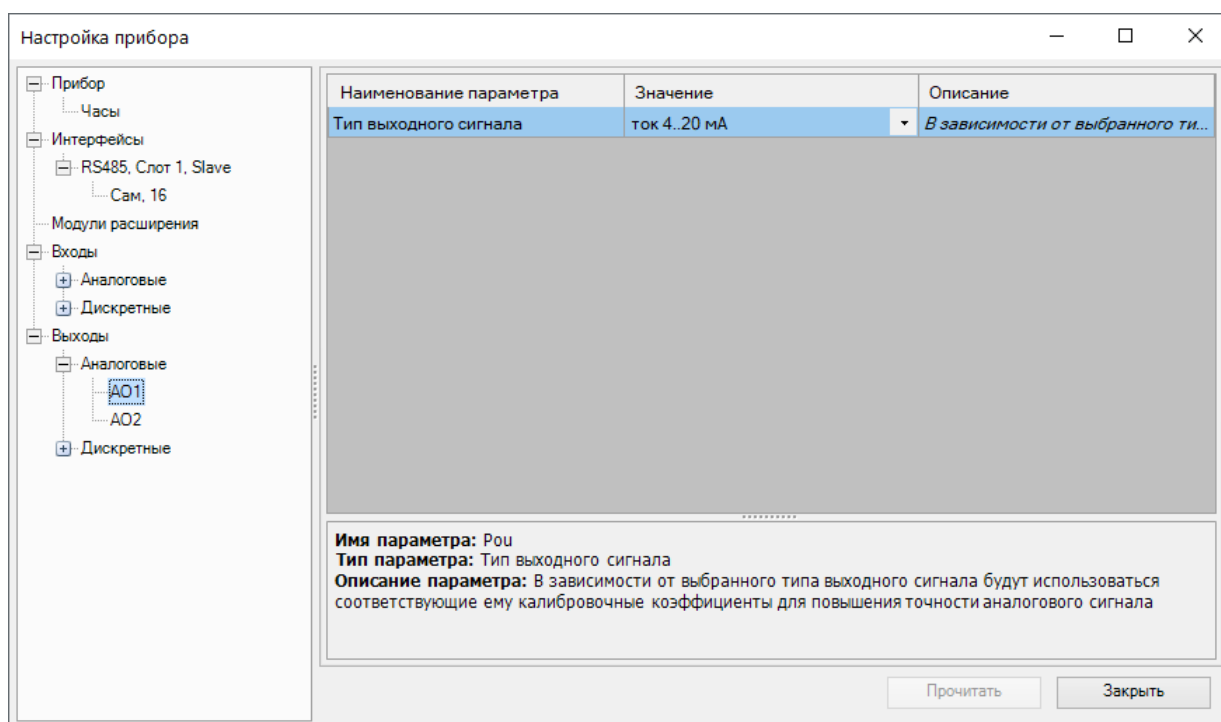 Настройка прибора
Прибор
Часы
Интерфейсы
RS485, Слот 1, Slave
Сам, 16
Модули расширения
Входы
Аналоговые
Дискретные
Выходы
Аналоговые
AO1
AO2
Дискретные
Наименование параметра Значение Описание
Тип выходного сигнала ток 4..20 мА В зависимости от выбранного ти...
Имя параметра: Pou
Тип параметра: Тип выходного сигнала
Описание параметра: В зависимости от выбранного типа выходного сигнала будут использоваться
соответствующие ему калибровочные коэффициенты для повышения точности аналогового сигнала
Прочитать Закрыть